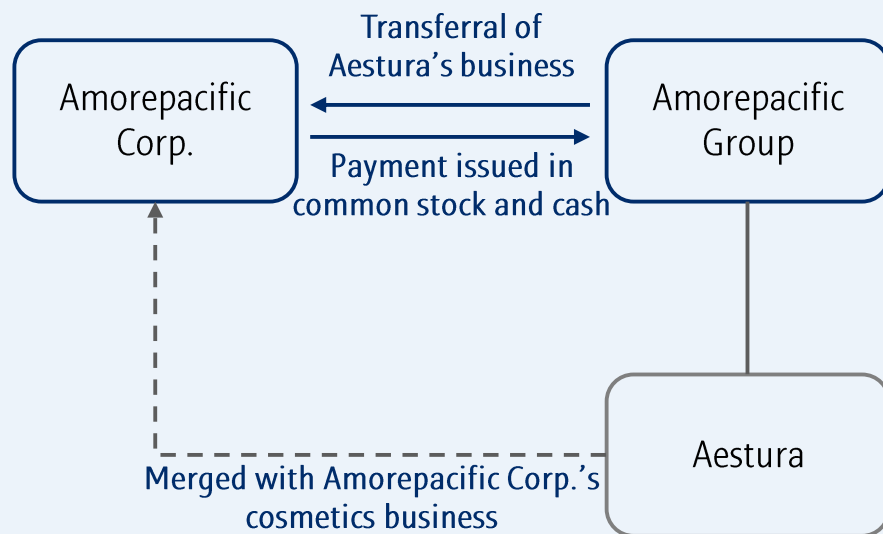 Transferral of
Aestura's business
Amorepacific
Corp.
Amorepacific
Group
Payment issued in
common stock and cash
Aestura
Merged with Amorepacific Corp.'s
cosmetics business